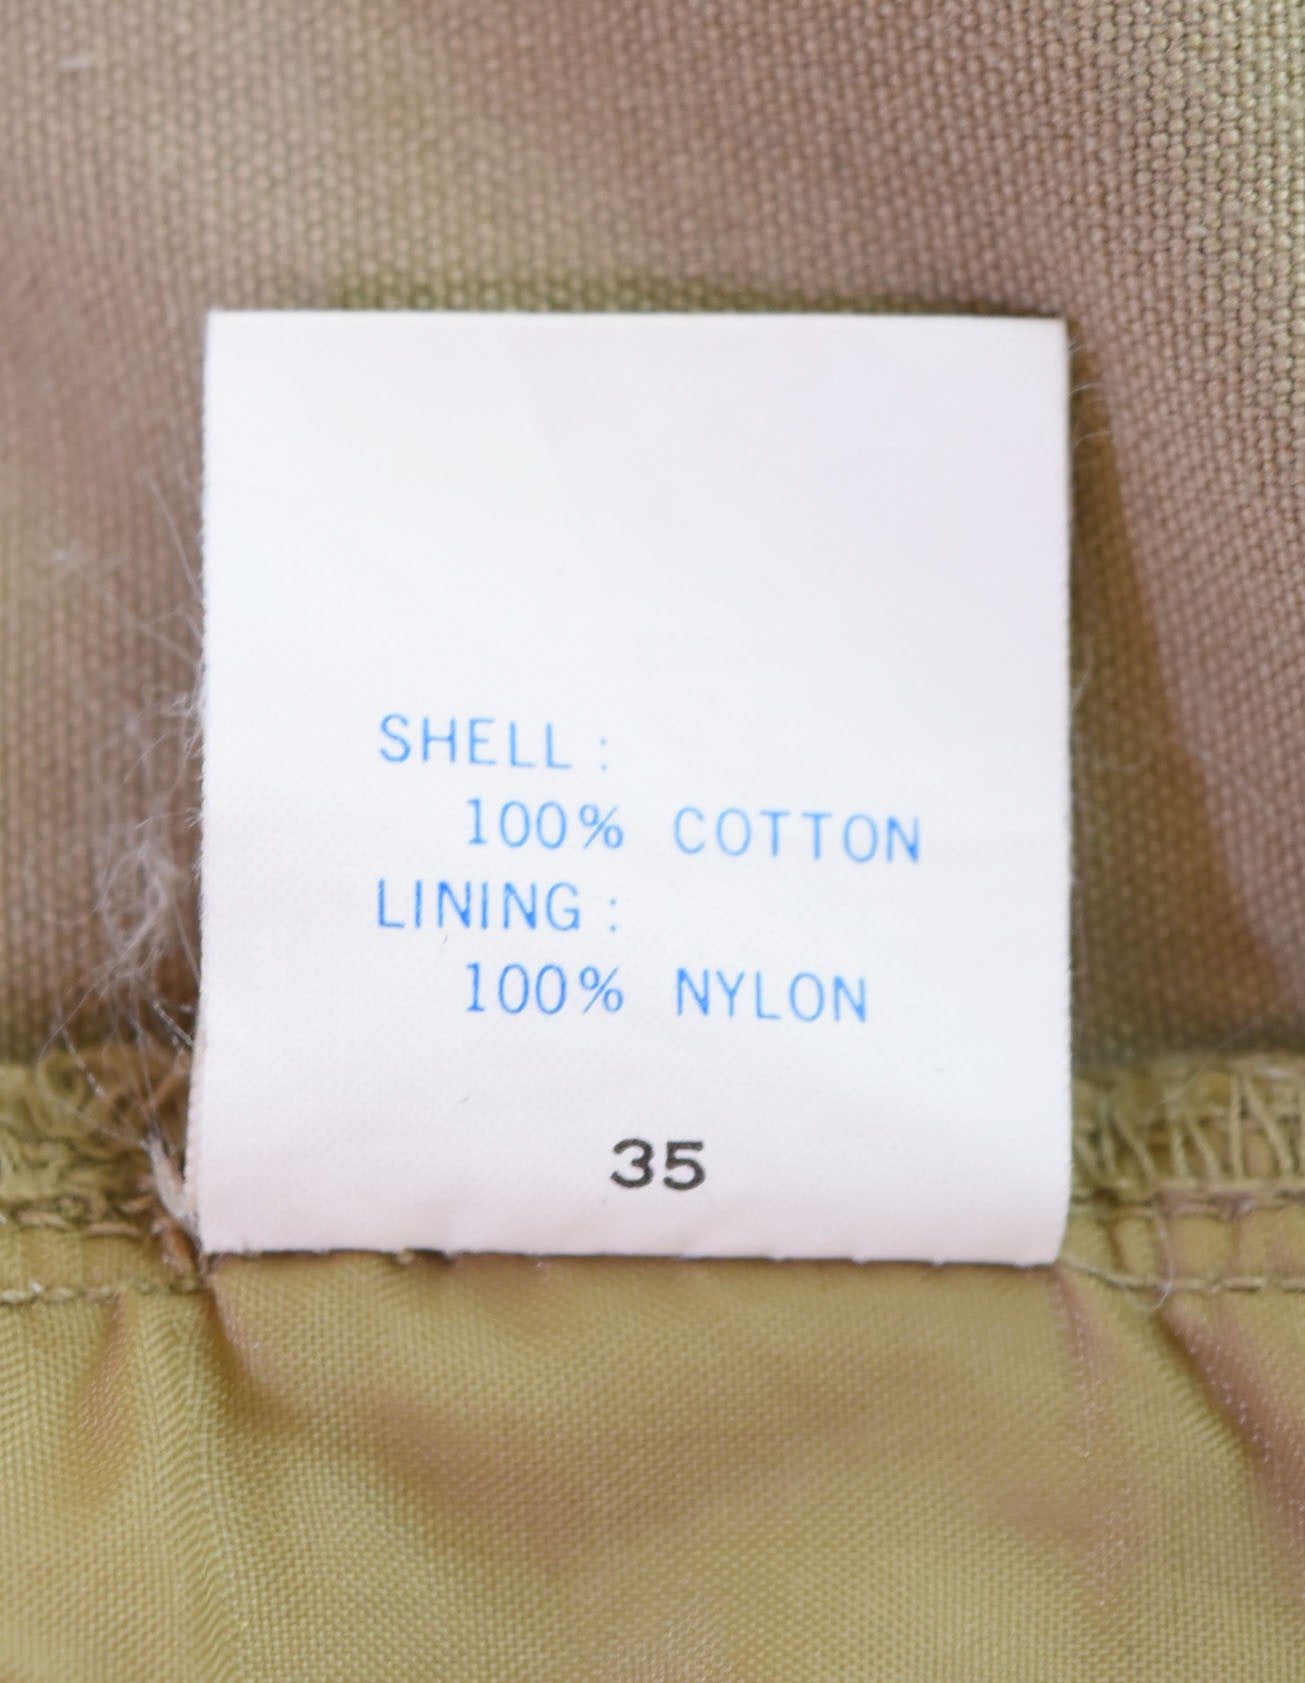 SHELL :
100% COTTON
LINING :
100% NYLON
35